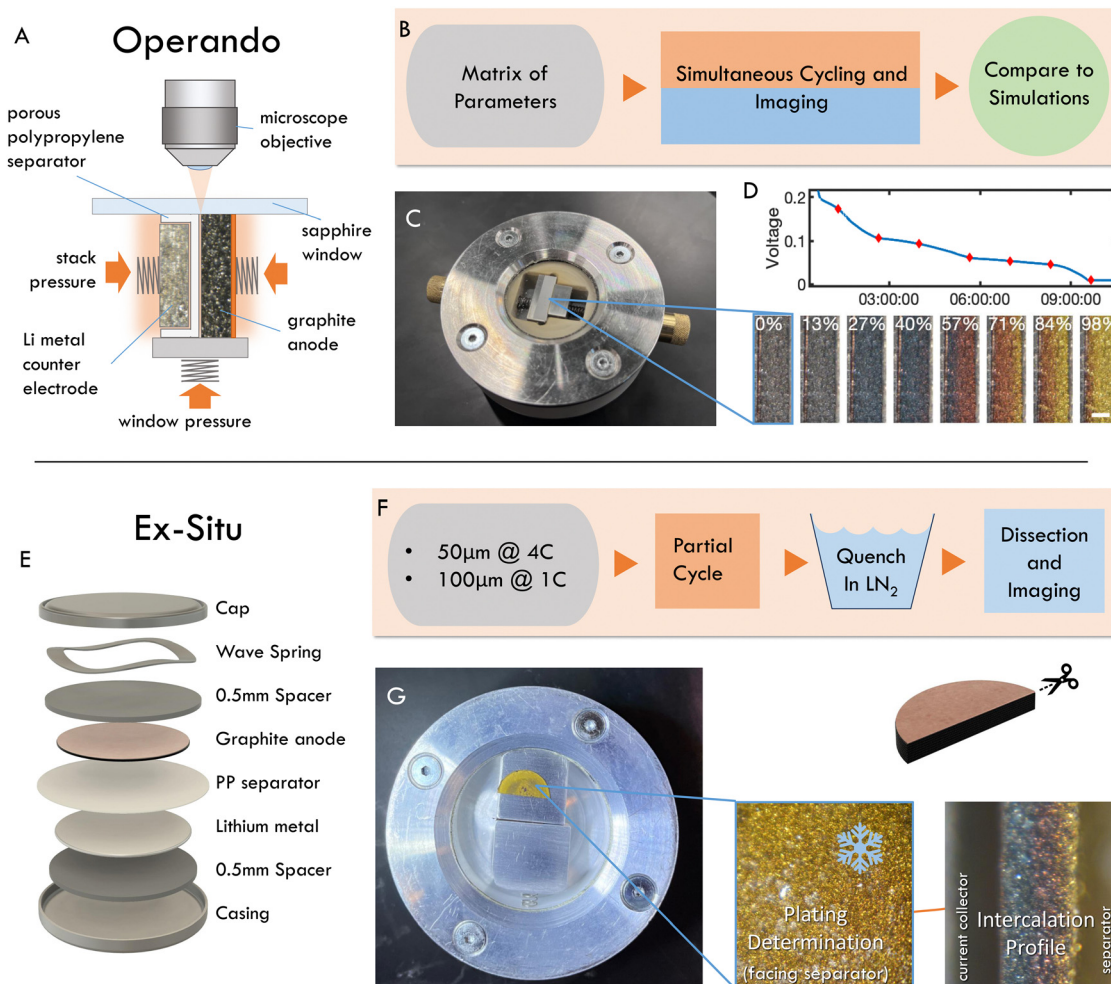 A
Operando
porous
polypropylene
separator
microscope
objective
sapphire
window
stack
pressure
graphite
anode
Li metal
counter
electrode
window pressure
B
Matrix of
Parameters
Simultaneous Cycling and
Imaging
Compare to
Simulations
C
D
Voltage
0.2
0.1
0
03:00:00
06:00:00
09:00:00
0%
13%
27%
40%
57%
71%
84%
98%
Ex-Situ
E
Cap
Wave Spring
0.5mm Spacer
Graphite anode
PP separator
Lithium metal
0.5mm Spacer
Casing
F
• 50µm @ 4C
• 100µm @ 1C
Partial
Cycle
Quench
In LN₂
Dissection
and
Imaging
G
Plating
Determination
(facing separator)
current collector
Intercalation
Profile
separator